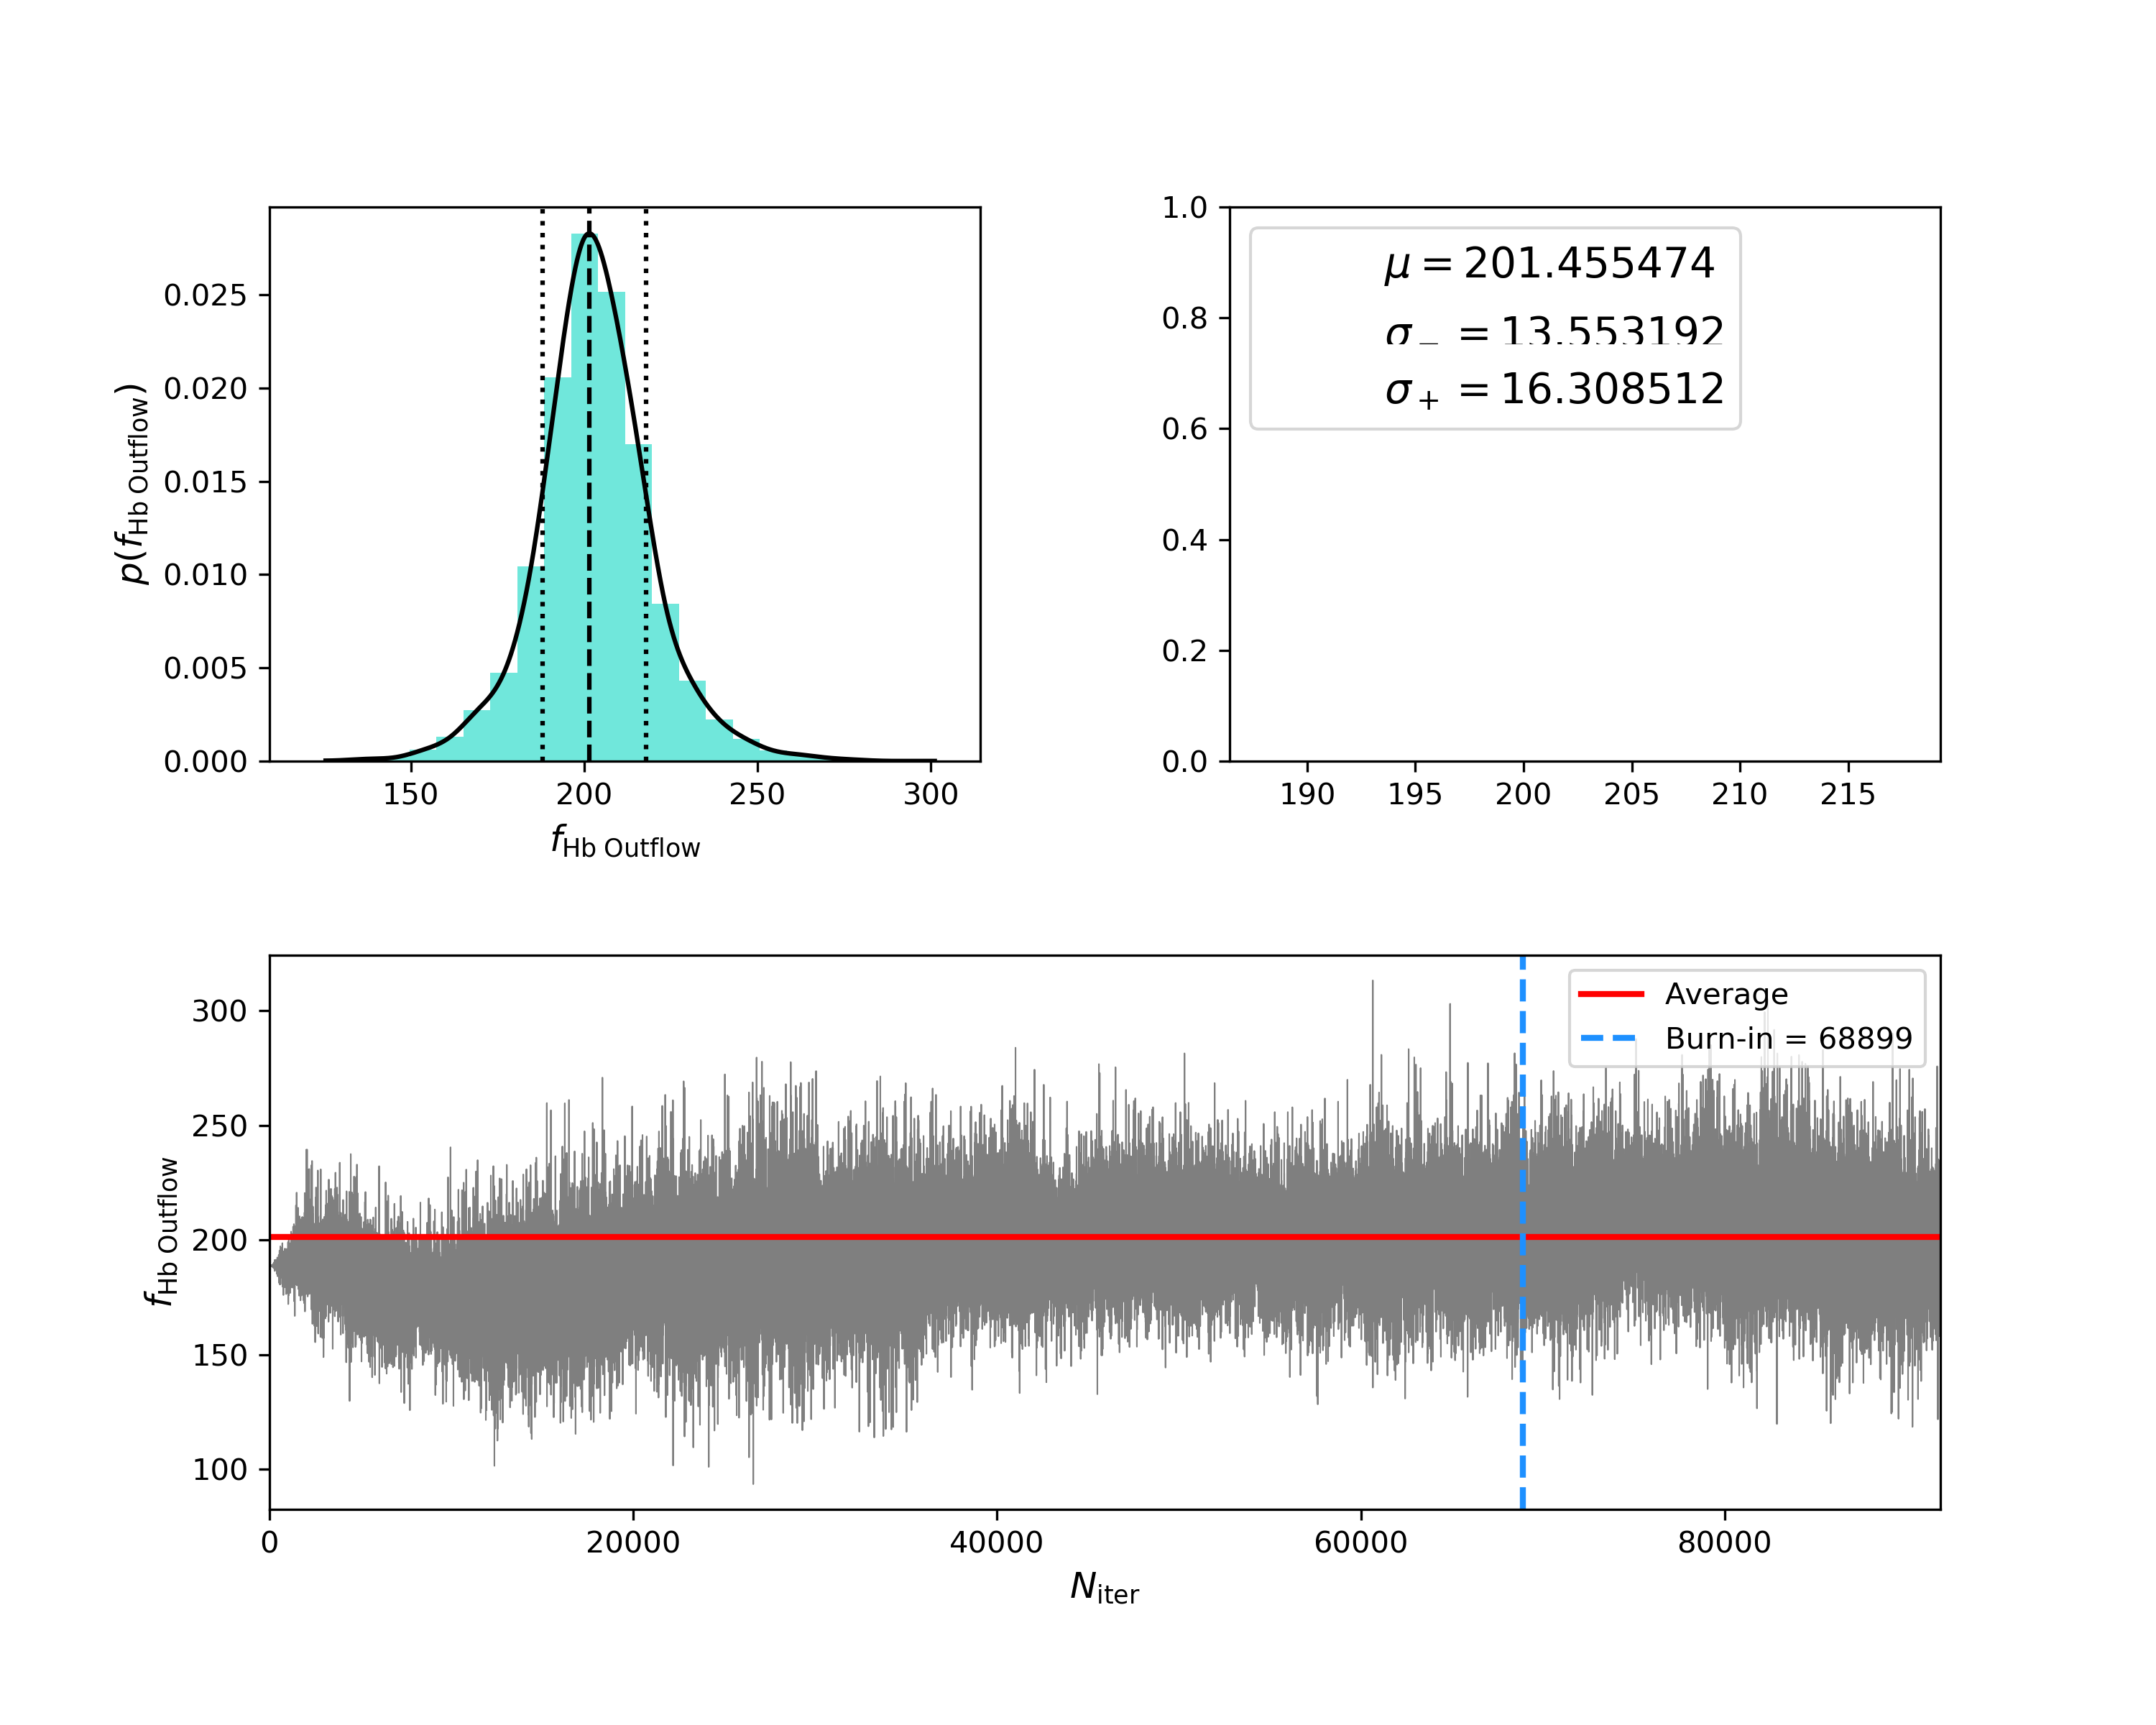 p(f_Hb Outflow)
0.025
0.020
0.015
0.010
0.005
0.000
150 200 250 300
f_Hb Outflow
1.0
0.8
0.6
0.4
0.2
0.0
μ = 201.455474
σ_− = 13.553192
σ_+ = 16.308512
190 195 200 205 210 215
f_Hb Outflow
300
250
200
150
100
Average
Burn-in = 68899
0 20000 40000 60000 80000
N_iter